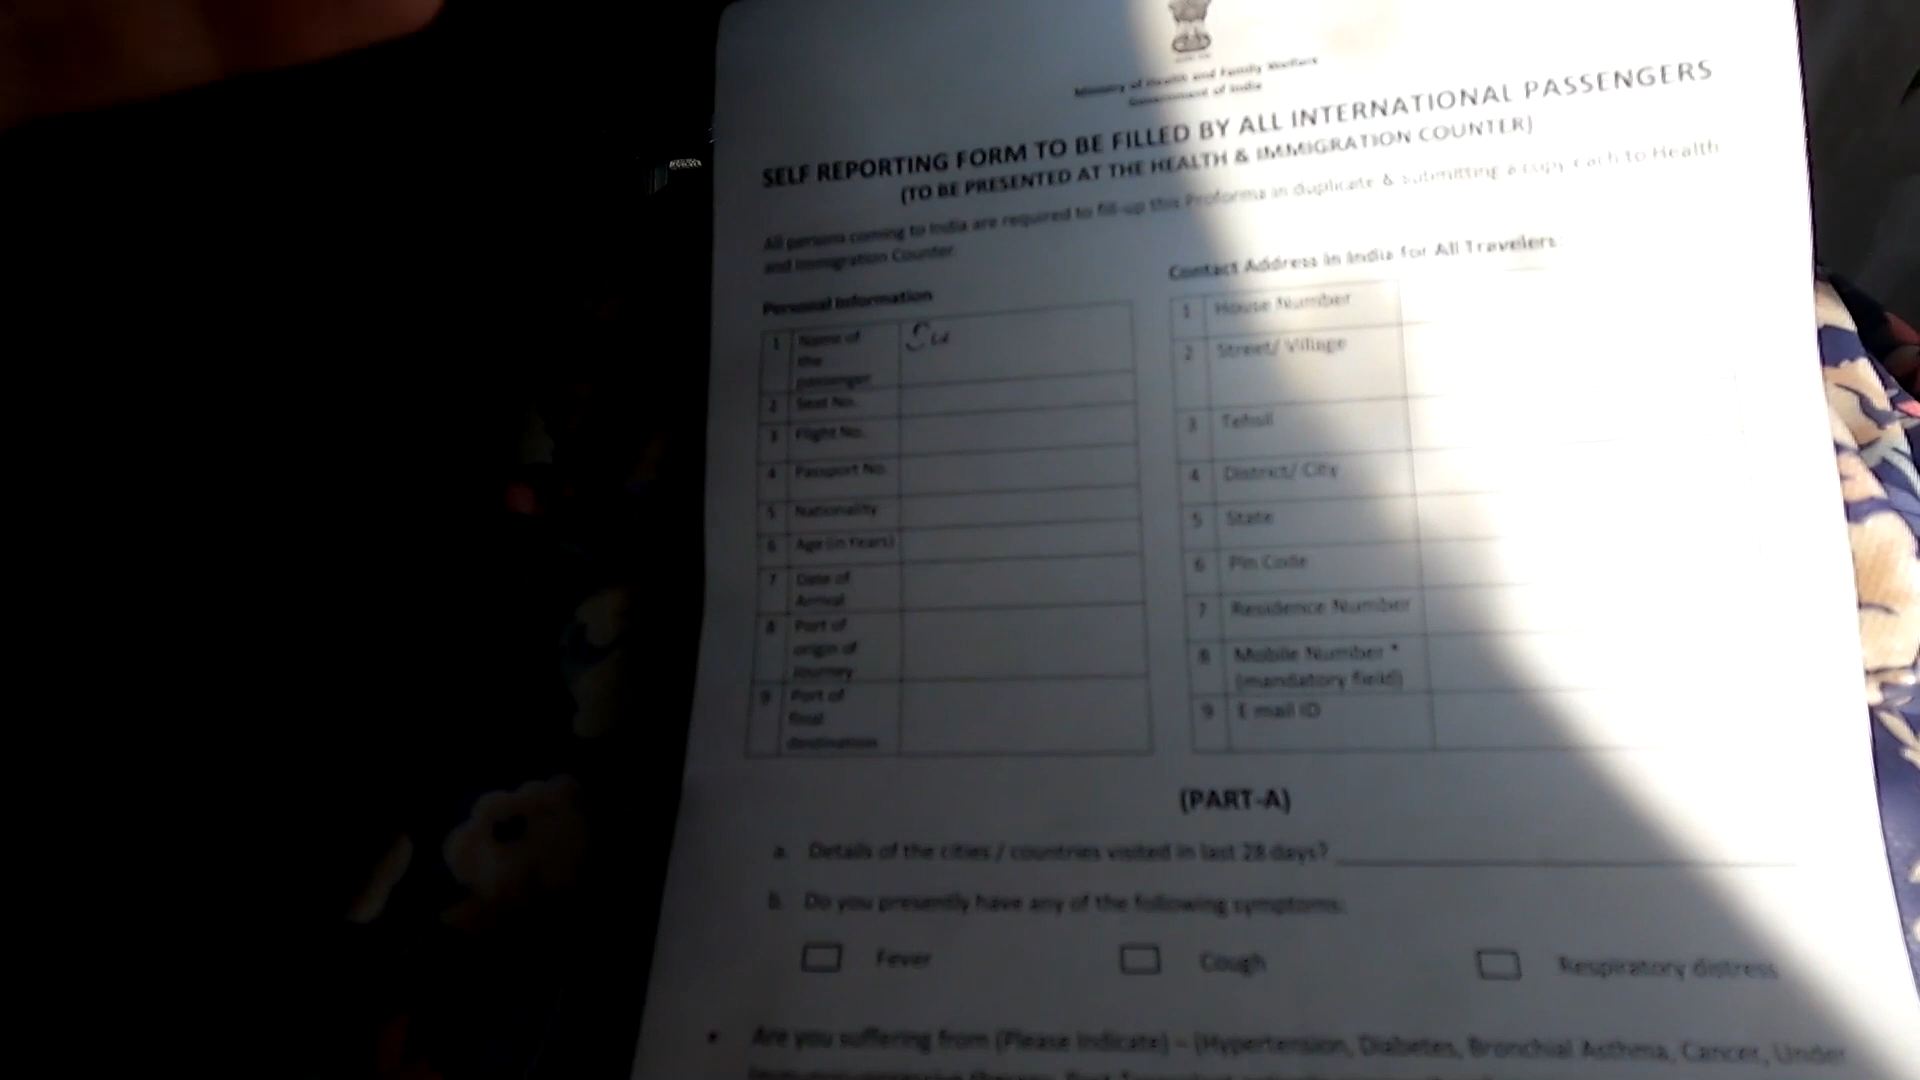 Ministry of Health and Family Welfare
Government of India
SELF REPORTING FORM TO BE FILLED BY ALL INTERNATIONAL PASSENGERS
(TO BE PRESENTED AT THE HEALTH & IMMIGRATION COUNTER)
All persons coming to India are required to fill-up this Proforma in duplicate & submitting a copy each to Health
and Immigration Counter.
Personal Information
1 Name of the passenger
2 Seat No.
3 Flight No.
4 Passport No.
5 Nationality
6 Age (in Years)
7 Date of Arrival
8 Port of origin of Journey
9 Port of final destination
Contact Address in India for All Travelers:
1 House Number
2 Street/ Village
3 Tehsil
4 District/ City
5 State
6 Pin Code
7 Residence Number
8 Mobile Number *
(mandatory field)
9 E mail ID
(PART-A)
a. Details of the cities / countries visited in last 28 days?
b. Do you presently have any of the following symptoms:
Fever Cough Respiratory distress
• Are you suffering from (Please Indicate) – (Hypertension, Diabetes, Bronchial Asthma, Cancer, Under